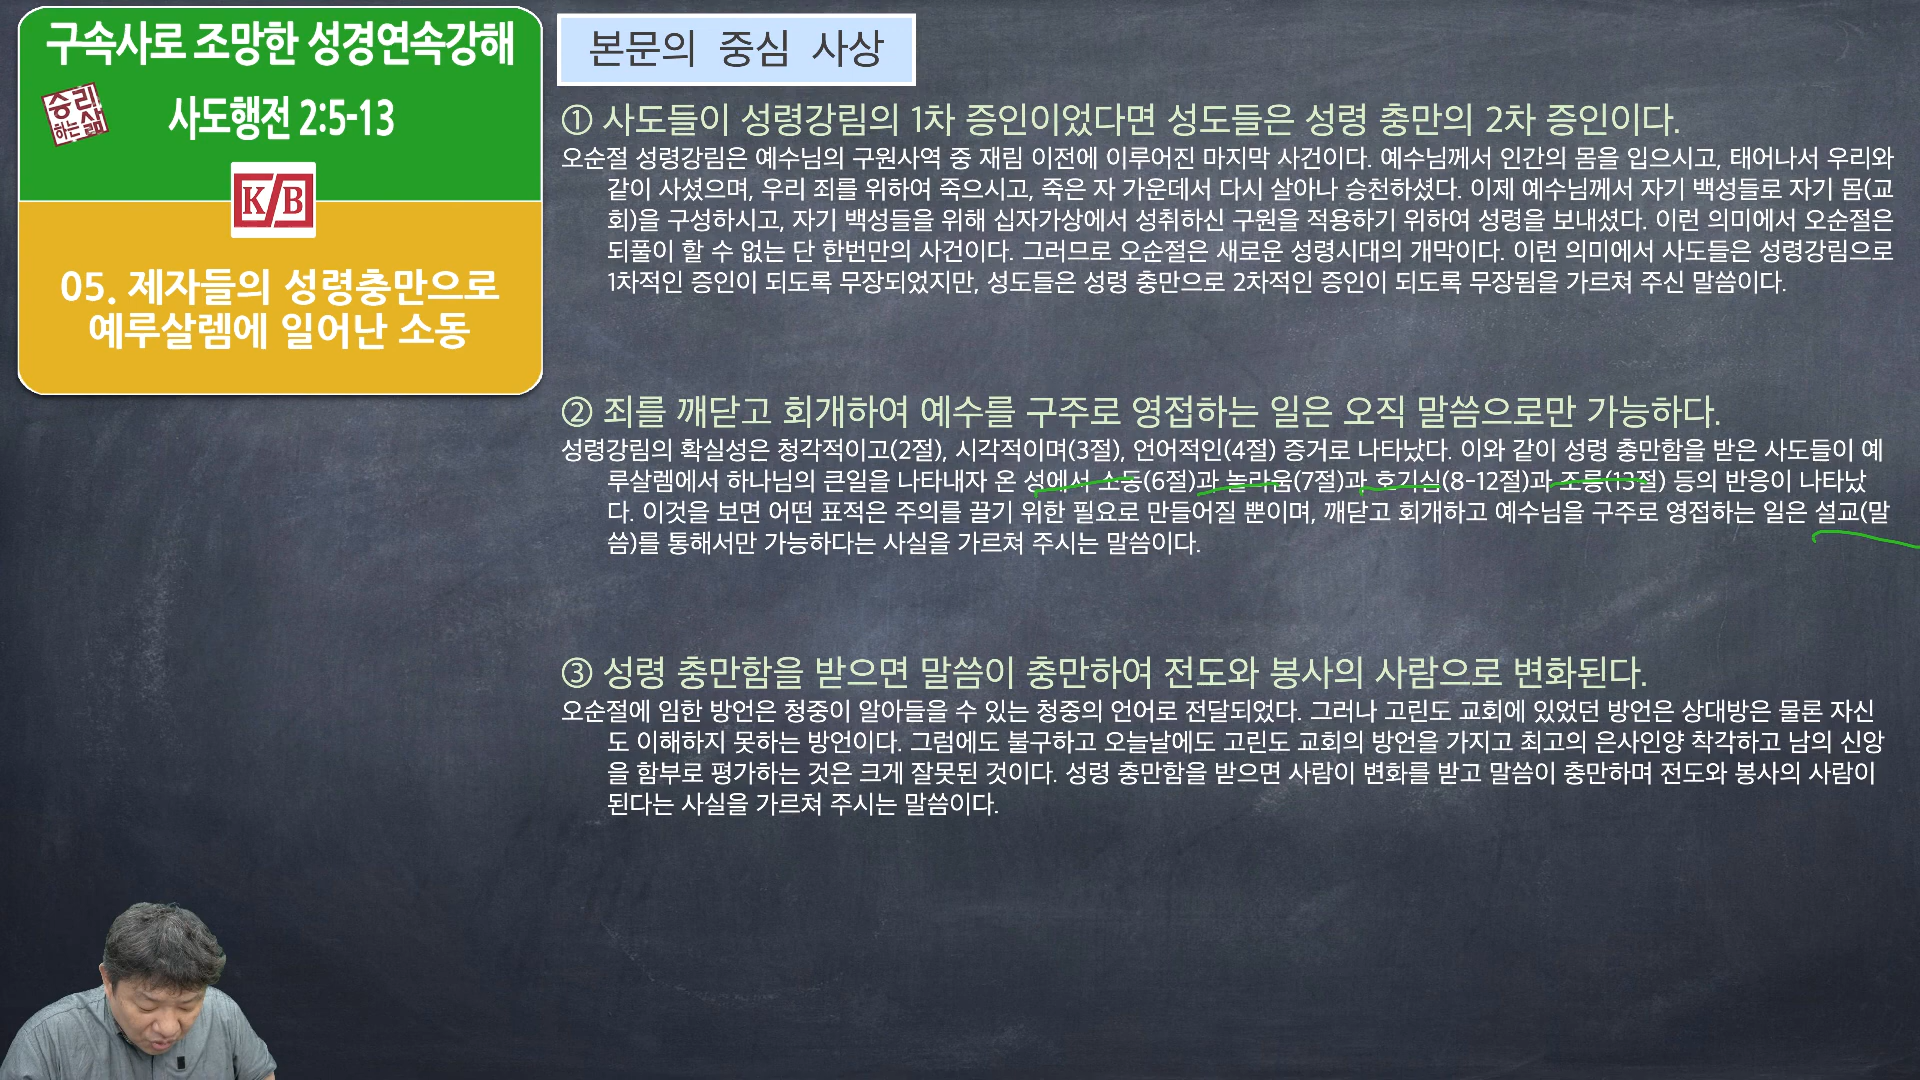 구속사로 조망한 성경연속강해
승리하는삶
사도행전 2:5-13
K/B
05. 제자들의 성령충만으로
예루살렘에 일어난 소동
본문의 중심 사상
① 사도들이 성령강림의 1차 증인이었다면 성도들은 성령 충만의 2차 증인이다.
오순절 성령강림은 예수님의 구원사역 중 재림 이전에 이루어진 마지막 사건이다. 예수님께서 인간의 몸을 입으시고, 태어나서 우리와
같이 사셨으며, 우리 죄를 위하여 죽으시고, 죽은 자 가운데서 다시 살아나 승천하셨다. 이제 예수님께서 자기 백성들로 자기 몸(교
회)을 구성하시고, 자기 백성들을 위해 십자가상에서 성취하신 구원을 적용하기 위하여 성령을 보내셨다. 이런 의미에서 오순절은
되풀이 할 수 없는 단 한번만의 사건이다. 그러므로 오순절은 새로운 성령시대의 개막이다. 이런 의미에서 사도들은 성령강림으로
1차적인 증인이 되도록 무장되었지만, 성도들은 성령 충만으로 2차적인 증인이 되도록 무장됨을 가르쳐 주신 말씀이다.
② 죄를 깨닫고 회개하여 예수를 구주로 영접하는 일은 오직 말씀으로만 가능하다.
성령강림의 확실성은 청각적이고(2절), 시각적이며(3절), 언어적인(4절) 증거로 나타났다. 이와 같이 성령 충만함을 받은 사도들이 예
루살렘에서 하나님의 큰일을 나타내자 온 성에서 소동(6절)과 놀라움(7절)과 호기심(8-12절)과 조롱(13절) 등의 반응이 나타났
다. 이것을 보면 어떤 표적은 주의를 끌기 위한 필요로 만들어질 뿐이며, 깨닫고 회개하고 예수님을 구주로 영접하는 일은 설교(말
씀)를 통해서만 가능하다는 사실을 가르쳐 주시는 말씀이다.
③ 성령 충만함을 받으면 말씀이 충만하여 전도와 봉사의 사람으로 변화된다.
오순절에 임한 방언은 청중이 알아들을 수 있는 청중의 언어로 전달되었다. 그러나 고린도 교회에 있었던 방언은 상대방은 물론 자신
도 이해하지 못하는 방언이다. 그럼에도 불구하고 오늘날에도 고린도 교회의 방언을 가지고 최고의 은사인양 착각하고 남의 신앙
을 함부로 평가하는 것은 크게 잘못된 것이다. 성령 충만함을 받으면 사람이 변화를 받고 말씀이 충만하며 전도와 봉사의 사람이
된다는 사실을 가르쳐 주시는 말씀이다.